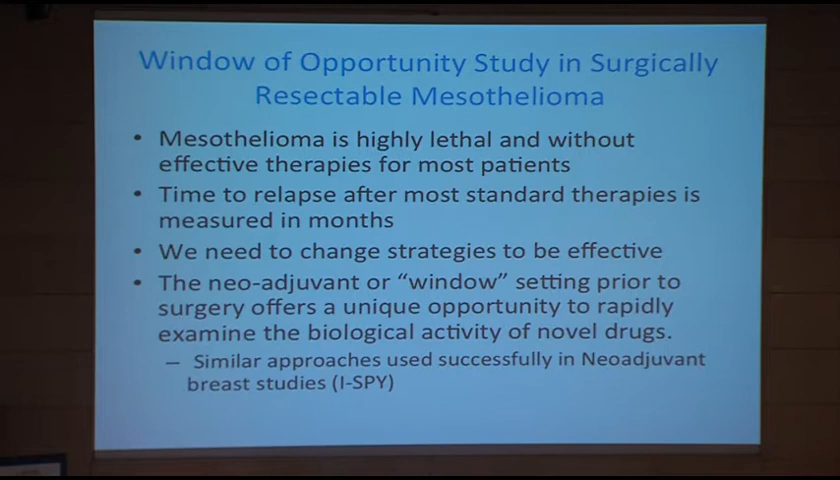 Window of Opportunity Study in Surgically
Resectable Mesothelioma
• Mesothelioma is highly lethal and without
effective therapies for most patients
• Time to relapse after most standard therapies is
measured in months
• We need to change strategies to be effective
• The neo-adjuvant or “window” setting prior to
surgery offers a unique opportunity to rapidly
examine the biological activity of novel drugs.
– Similar approaches used successfully in Neoadjuvant
breast studies (I-SPY)